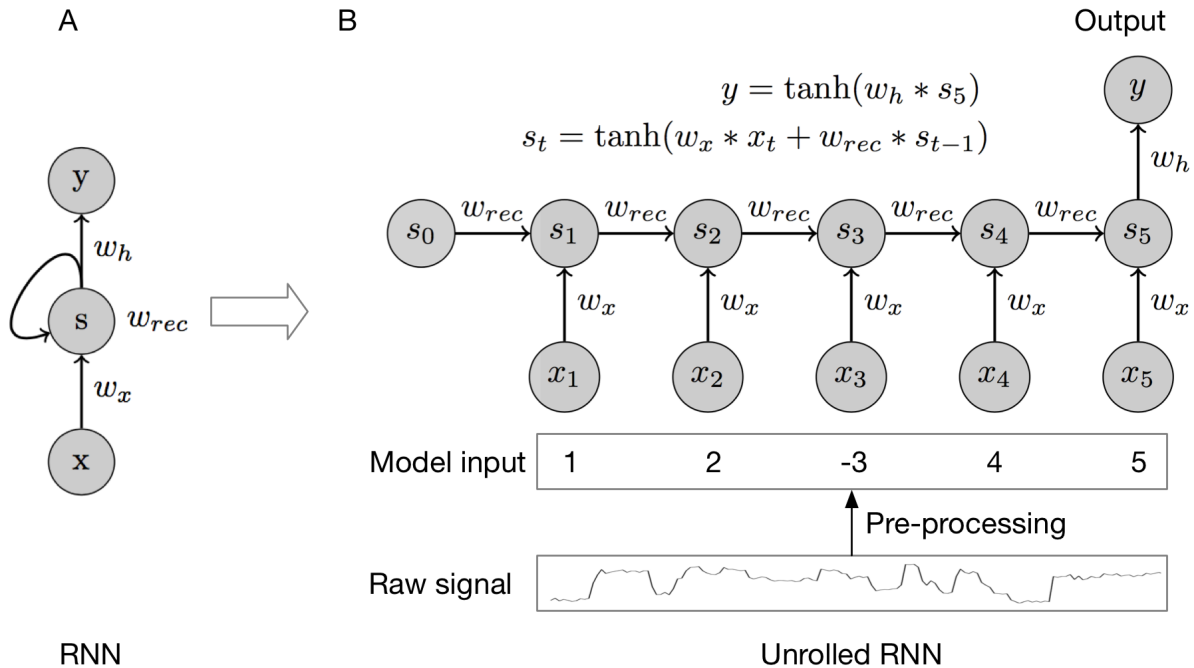 A
y
w_h
s
w_rec
w_x
x
RNN
B
Output
y = tanh(w_h * s_5)
y
s_t = tanh(w_x * x_t + w_rec * s_{t−1})
w_h
w_rec w_rec w_rec w_rec w_rec
s_0 s_1 s_2 s_3 s_4 s_5
w_x w_x w_x w_x w_x
x_1 x_2 x_3 x_4 x_5
Model input 1 2 -3 4 5
Pre-processing
Raw signal
Unrolled RNN